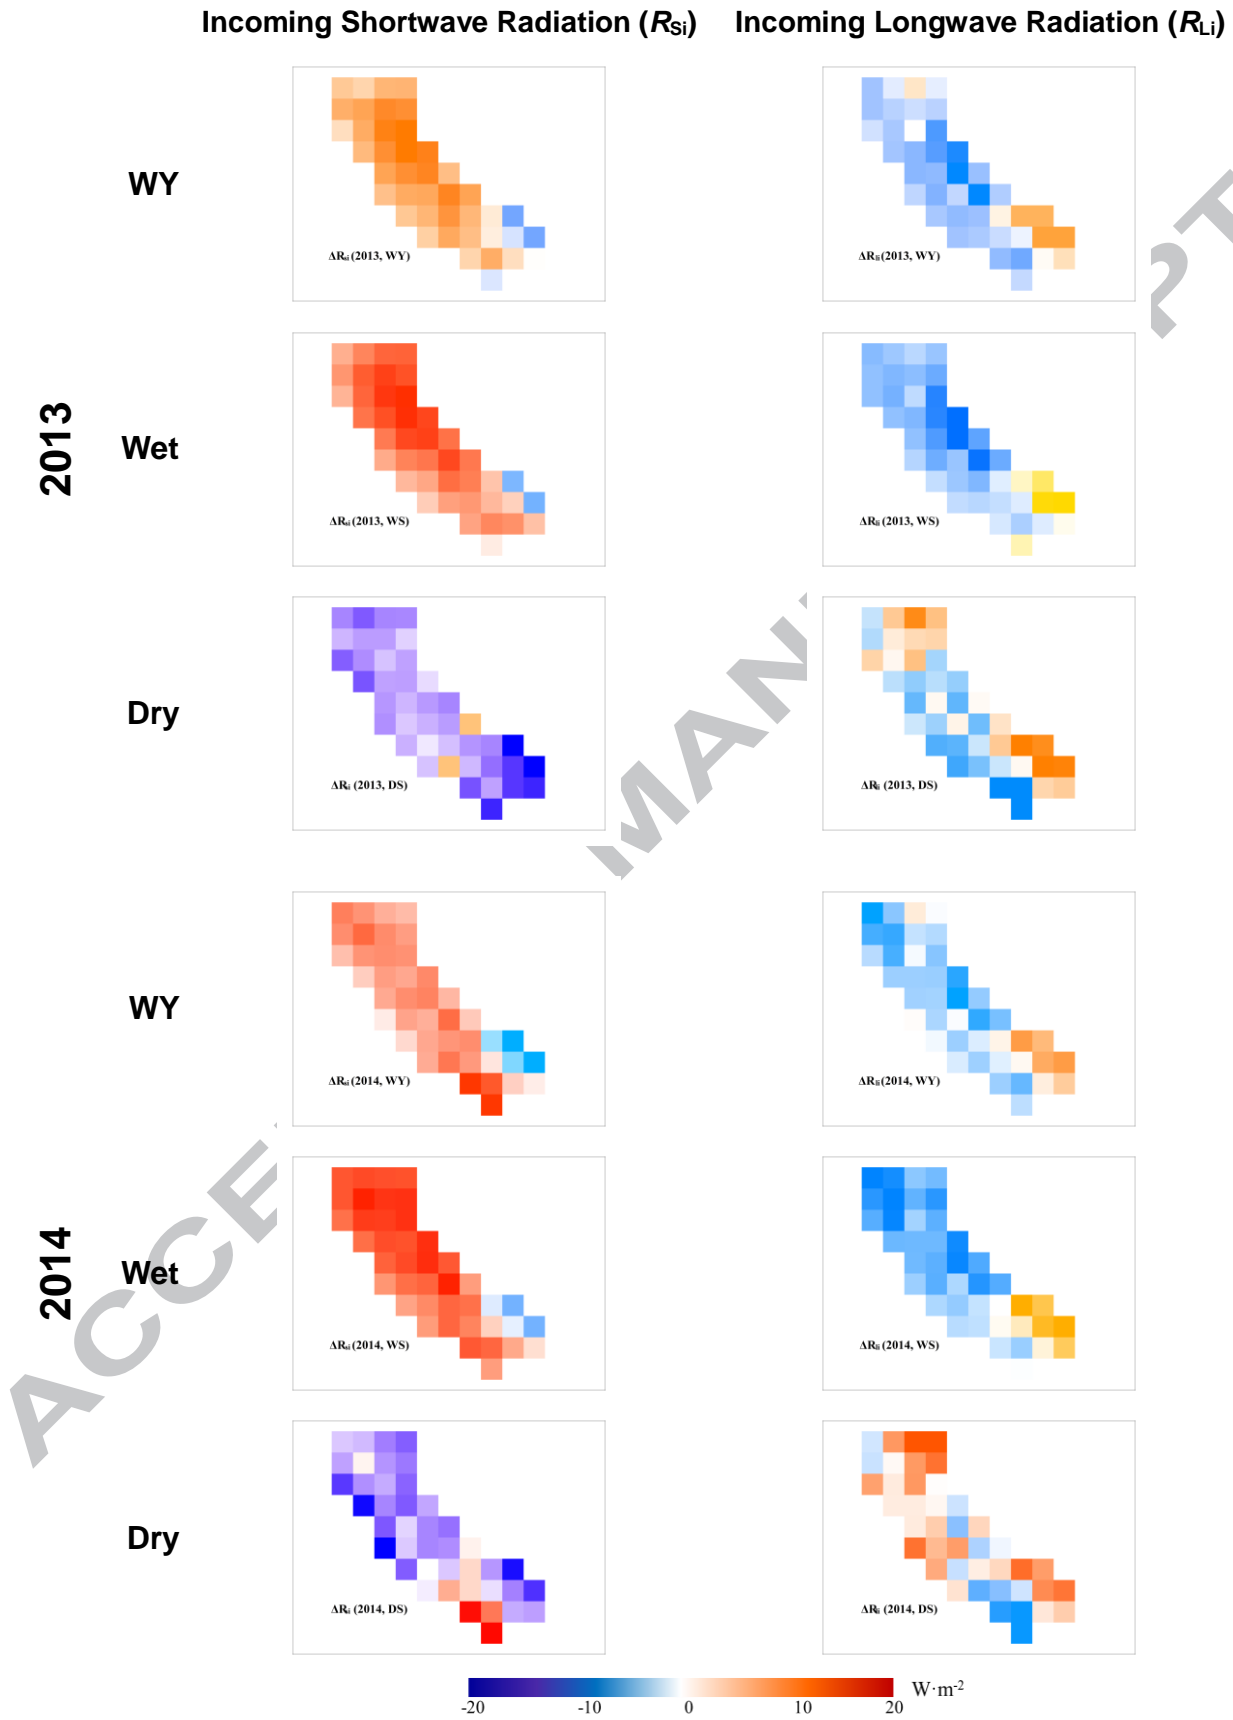 Incoming Shortwave Radiation (RSi) Incoming Longwave Radiation (RLi)
WY
ΔRsi (2013, WY) ΔRli (2013, WY)
2013
Wet
ΔRsi (2013, WS) ΔRli (2013, WS)
Dry
ΔRsi (2013, DS) ΔRli (2013, DS)
WY
ΔRsi (2014, WY) ΔRli (2014, WY)
2014
Wet
ΔRsi (2014, WS) ΔRli (2014, WS)
Dry
ΔRsi (2014, DS) ΔRli (2014, DS)
-20 -10 0 10 20 W·m-2
ACCE MAN PT